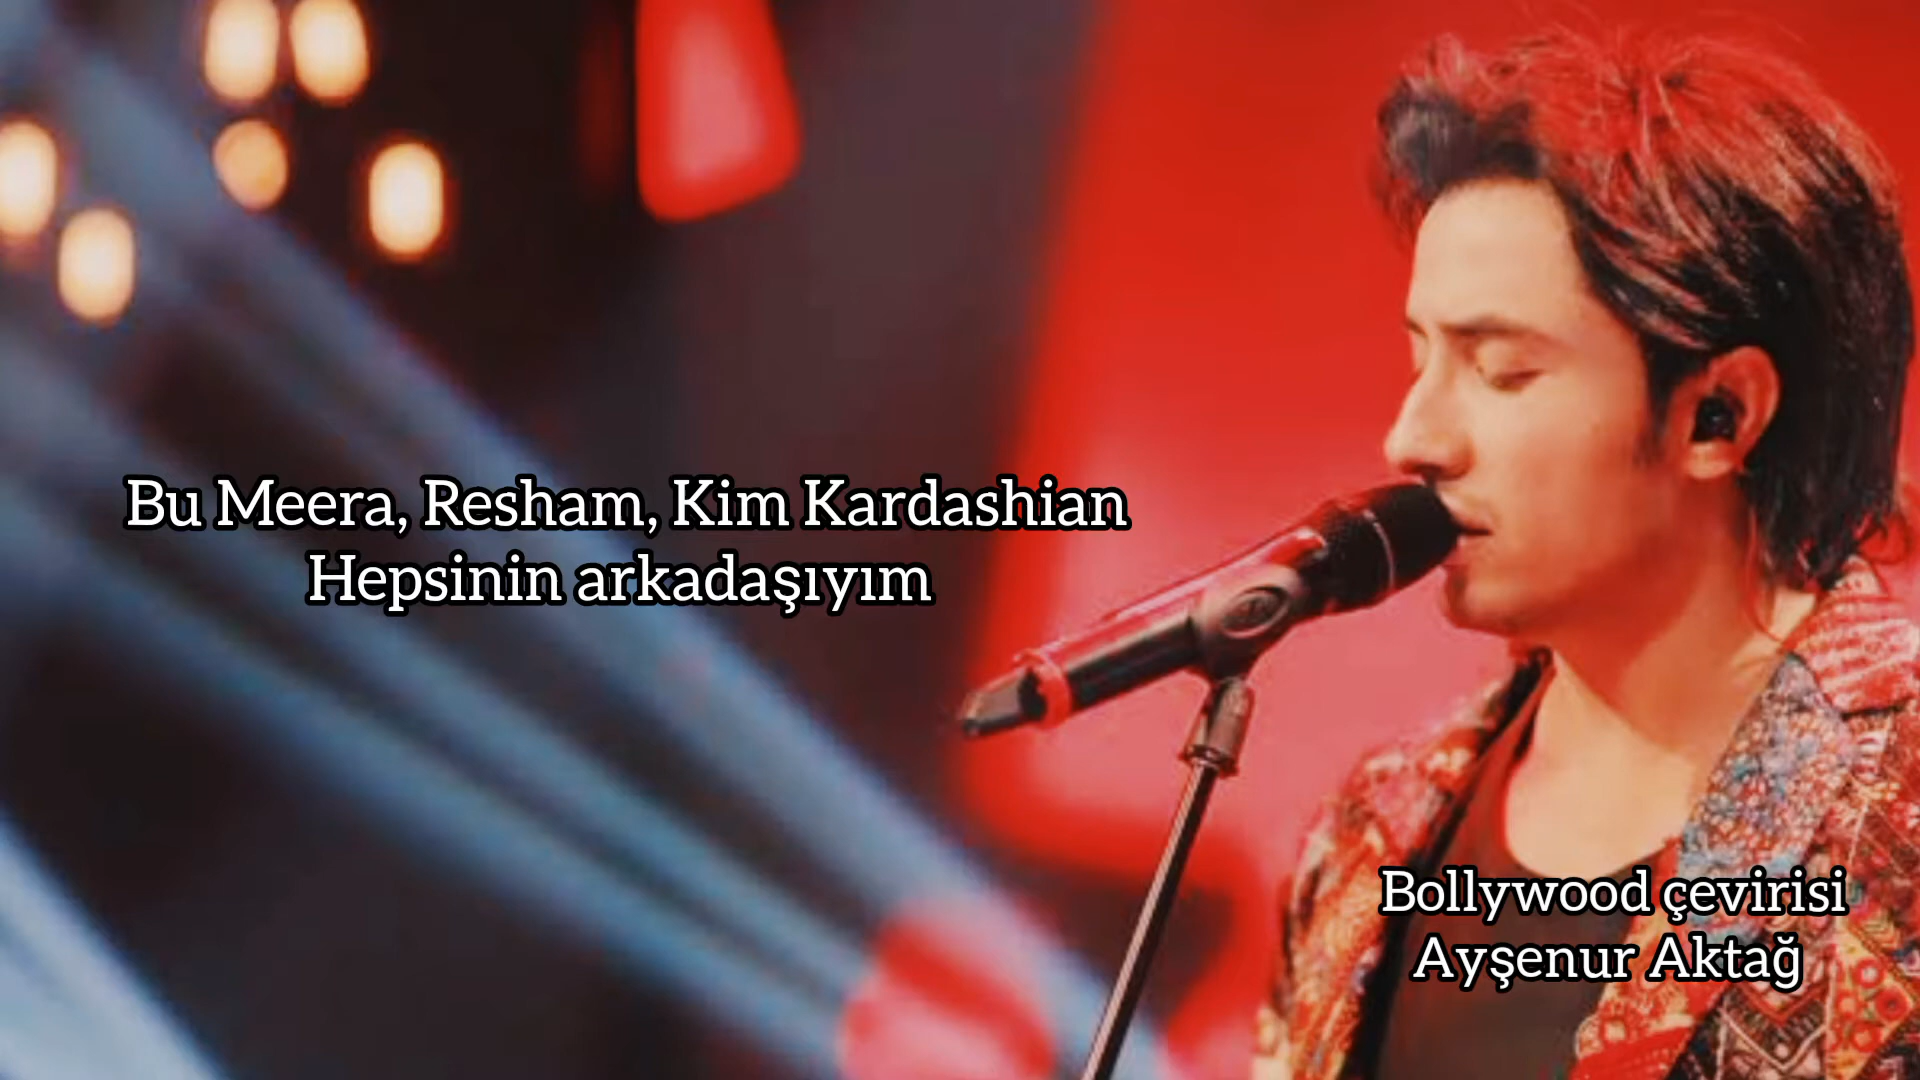 Bu Meera, Resham, Kim Kardashian
Hepsinin arkadaşıyım
Bollywood çevirisi
Ayşenur Aktağ